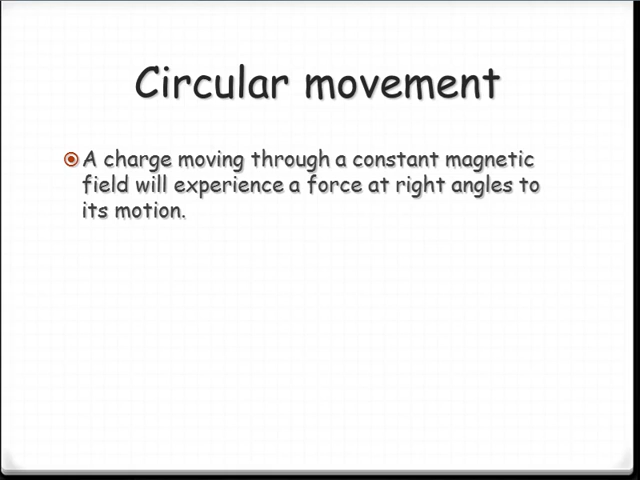 Circular movement
A charge moving through a constant magnetic
field will experience a force at right angles to
its motion.